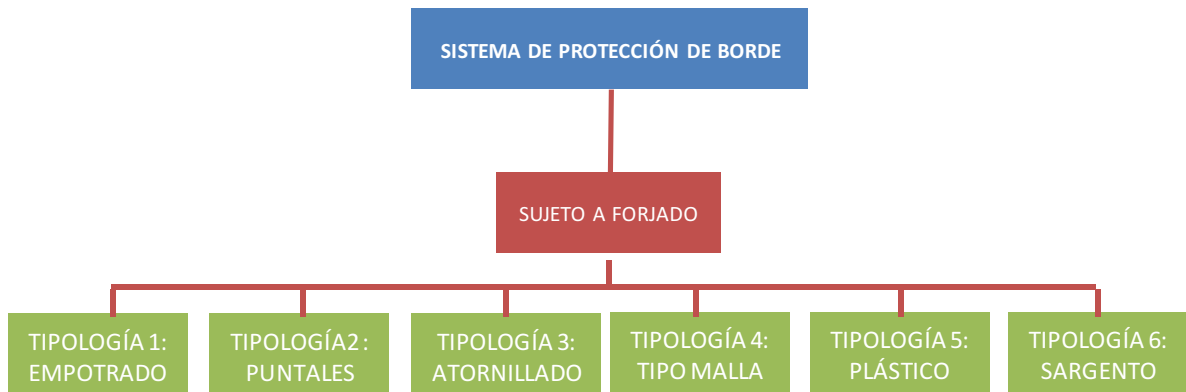 SISTEMA DE PROTECCIÓN DE BORDE
SUJETO A FORJADO
TIPOLOGÍA 1:
EMPOTRADO
TIPOLOGÍA2 :
PUNTALES
TIPOLOGÍA 3:
ATORNILLADO
TIPOLOGÍA 4:
TIPO MALLA
TIPOLOGÍA 5:
PLÁSTICO
TIPOLOGÍA 6:
SARGENTO